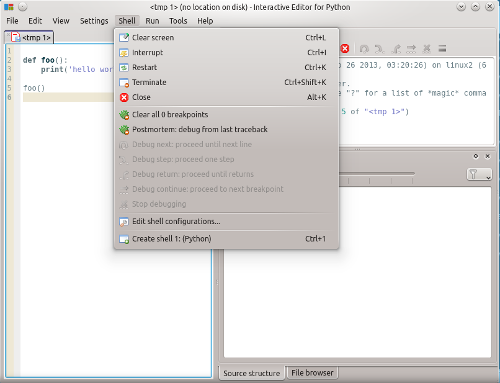 <tmp 1> (no location on disk) - Interactive Editor for Python
File Edit View Settings Shell Run Tools Help
<tmp 1>
1
2 def foo():
3 print('hello wor
4
5 foo()
6
Clear screen Ctrl+L
Interrupt Ctrl+I
Restart Ctrl+K
Terminate Ctrl+Shift+K
Close Alt+K
Clear all 0 breakpoints
Postmortem: debug from last traceback
Debug next: proceed until next line
Debug step: proceed one step
Debug return: proceed until returns
Debug continue: proceed to next breakpoint
Stop debugging
Edit shell configurations...
Create shell 1: (Python) Ctrl+1
p 26 2013, 03:20:26) on linux2 (6
er.
e "?" for a list of *magic* comma
5 of "<tmp 1>")
Source structure File browser